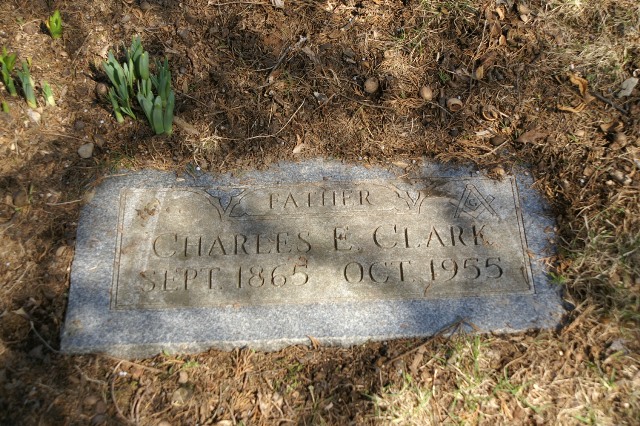 FATHER
CHARLES E. CLARK
SEPT. 1865 OCT. 1955